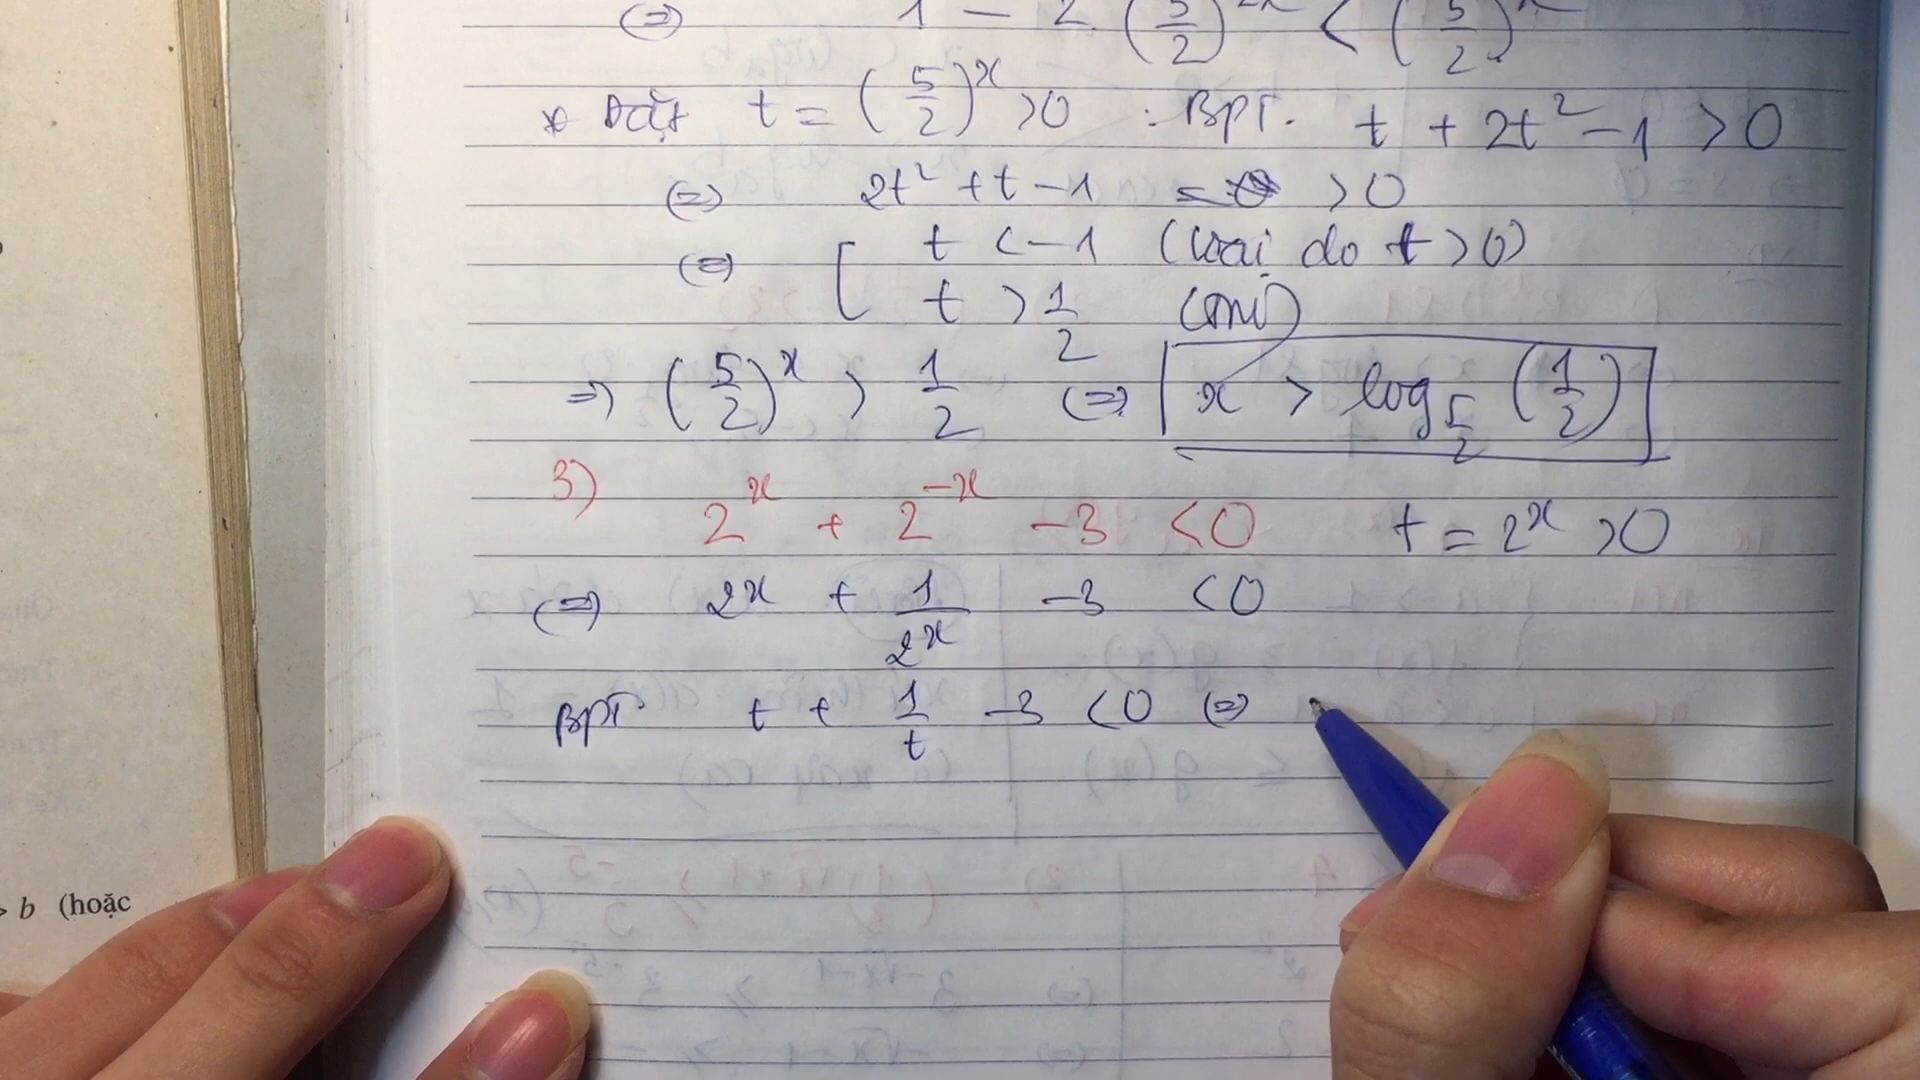 (=) 1 - 2 (5/2)^2x < (5/2)^x
* Đặt t = (5/2)^x >0 : BPT. t + 2t² - 1 > 0
(=) 2t² + t - 1 > 0
(=) [ t < -1 (loại do t > 0)
t > 1/2 (TM)
=) (5/2)^x > 1/2 (=) x > log_5/2 (1/2)
3) 2^x + 2^-x - 3 < 0 t = 2^x > 0
(=) 2^x + 1/2^x - 3 < 0
BPT t + 1/t - 3 < 0 (=)
> b (hoặc